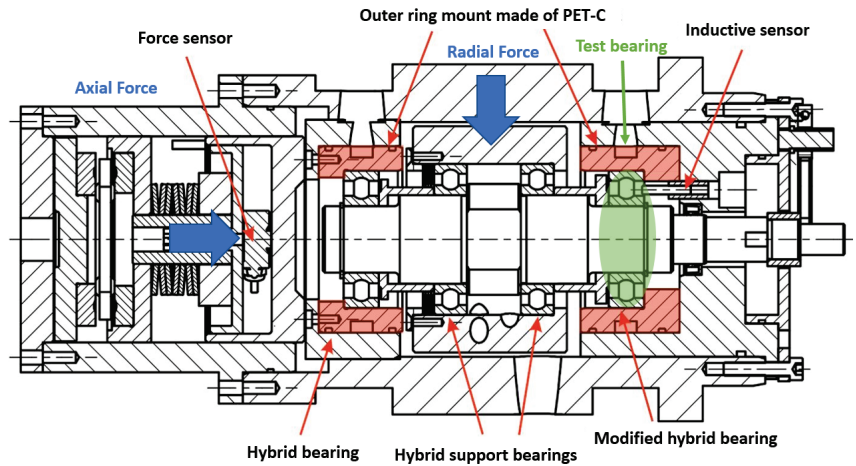 Outer ring mount made of PET-C
Force sensor
Inductive sensor
Radial Force
Test bearing
Axial Force
Hybrid bearing
Hybrid support bearings
Modified hybrid bearing